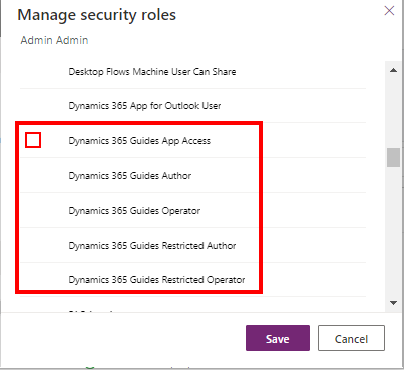 Manage security roles
Admin Admin
Desktop Flows Machine User Can Share
Dynamics 365 App for Outlook User
Dynamics 365 Guides App Access
Dynamics 365 Guides Author
Dynamics 365 Guides Operator
Dynamics 365 Guides Restricted Author
Dynamics 365 Guides Restricted Operator
Save
Cancel